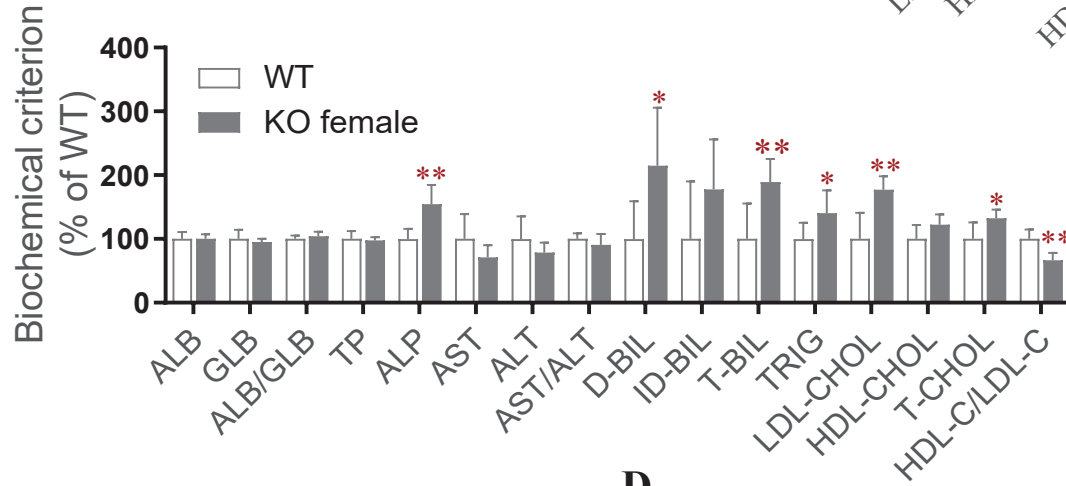 Biochemical criterion
(% of WT)
400
300
200
100
0
WT
KO female
**
*
**
*
**
*
**
ALB
GLB
ALB/GLB
TP
ALP
AST
ALT
AST/ALT
D-BIL
ID-BIL
T-BIL
TRIG
LDL-CHOL
HDL-CHOL
T-CHOL
HDL-C/LDL-C